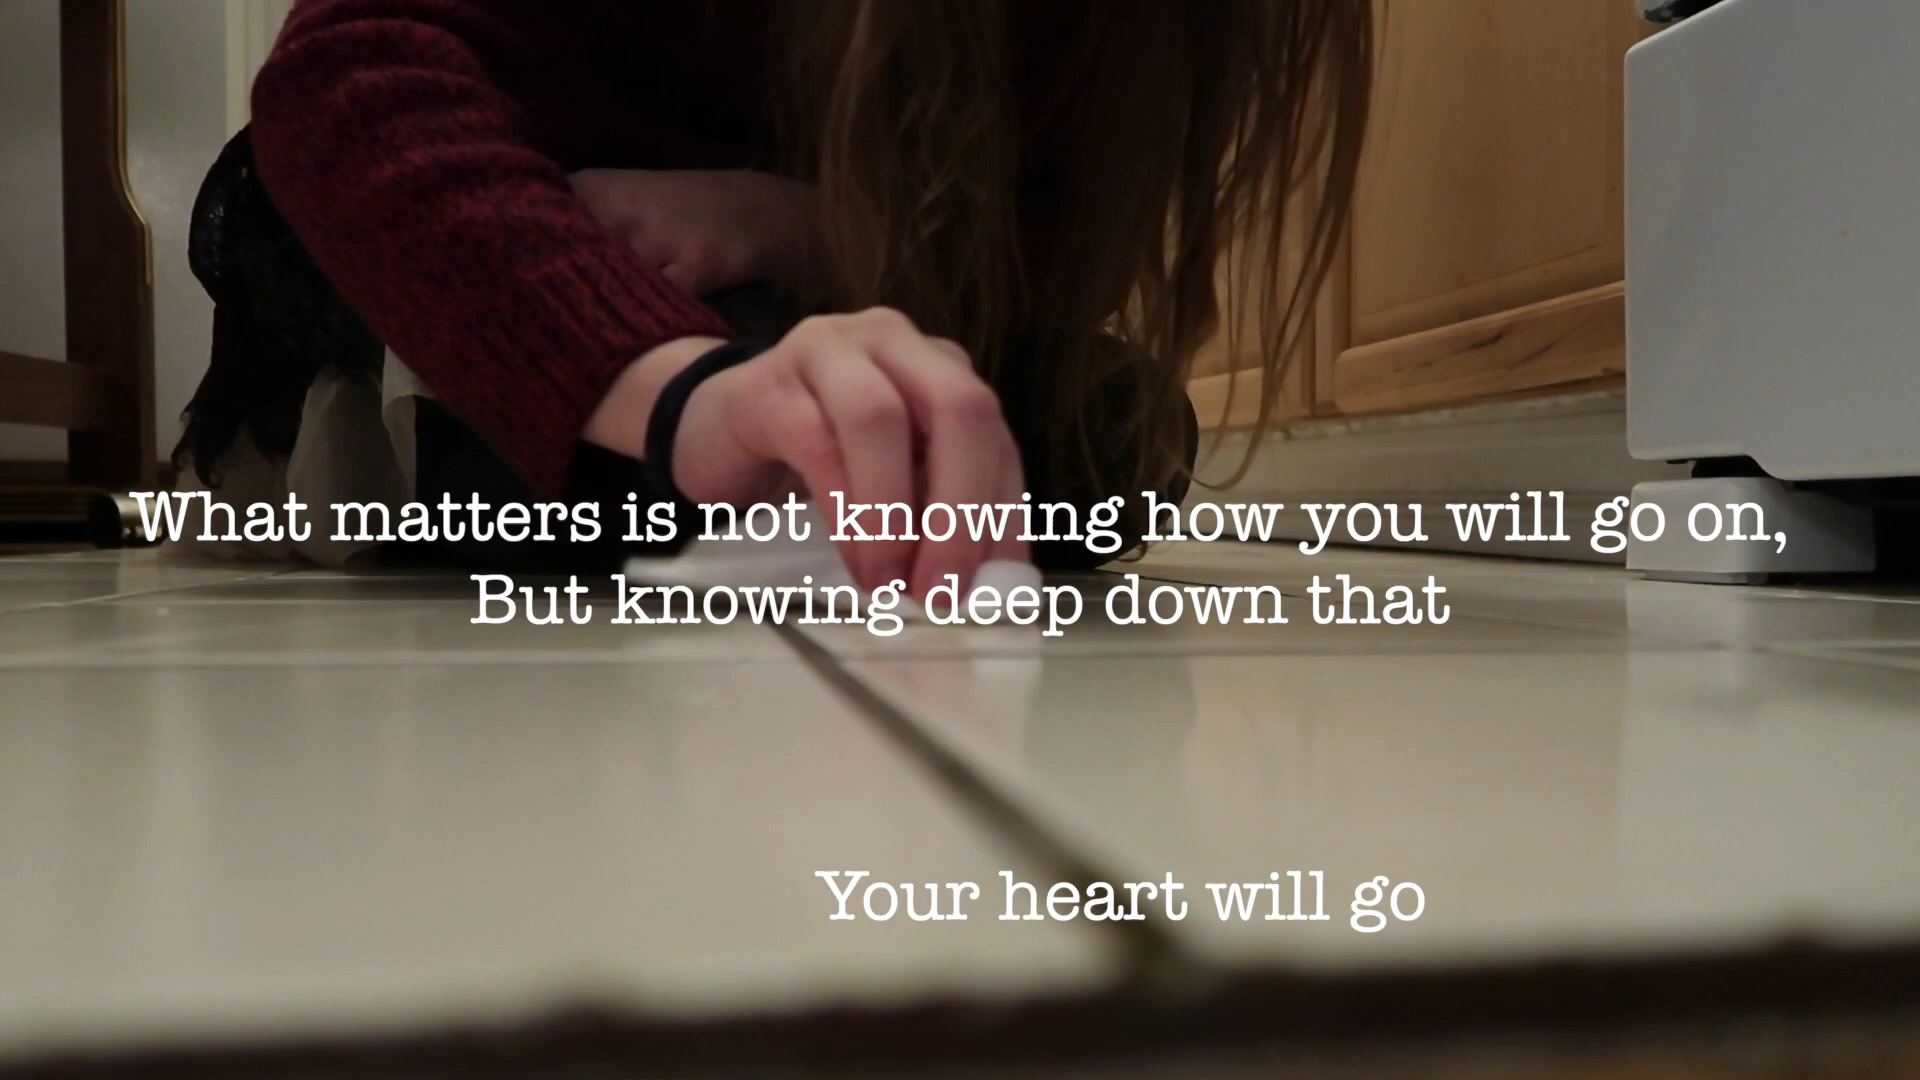 What matters is not knowing how you will go on,
But knowing deep down that
Your heart will go